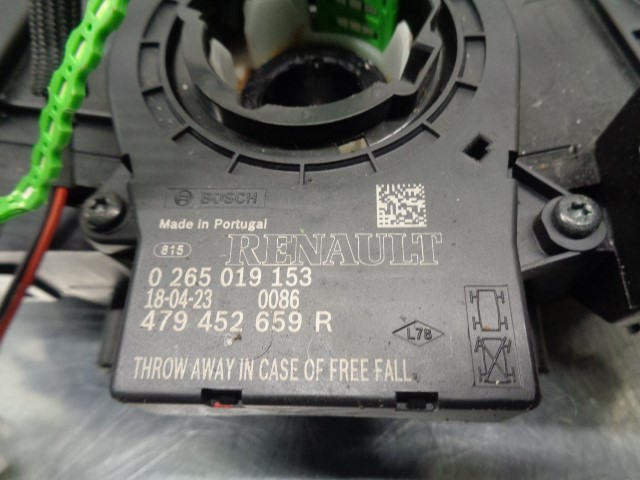 BOSCH
Made in Portugal
815
RENAULT
0 265 019 153
18-04-23 0086
479 452 659 R
L78
THROW AWAY IN CASE OF FREE FALL